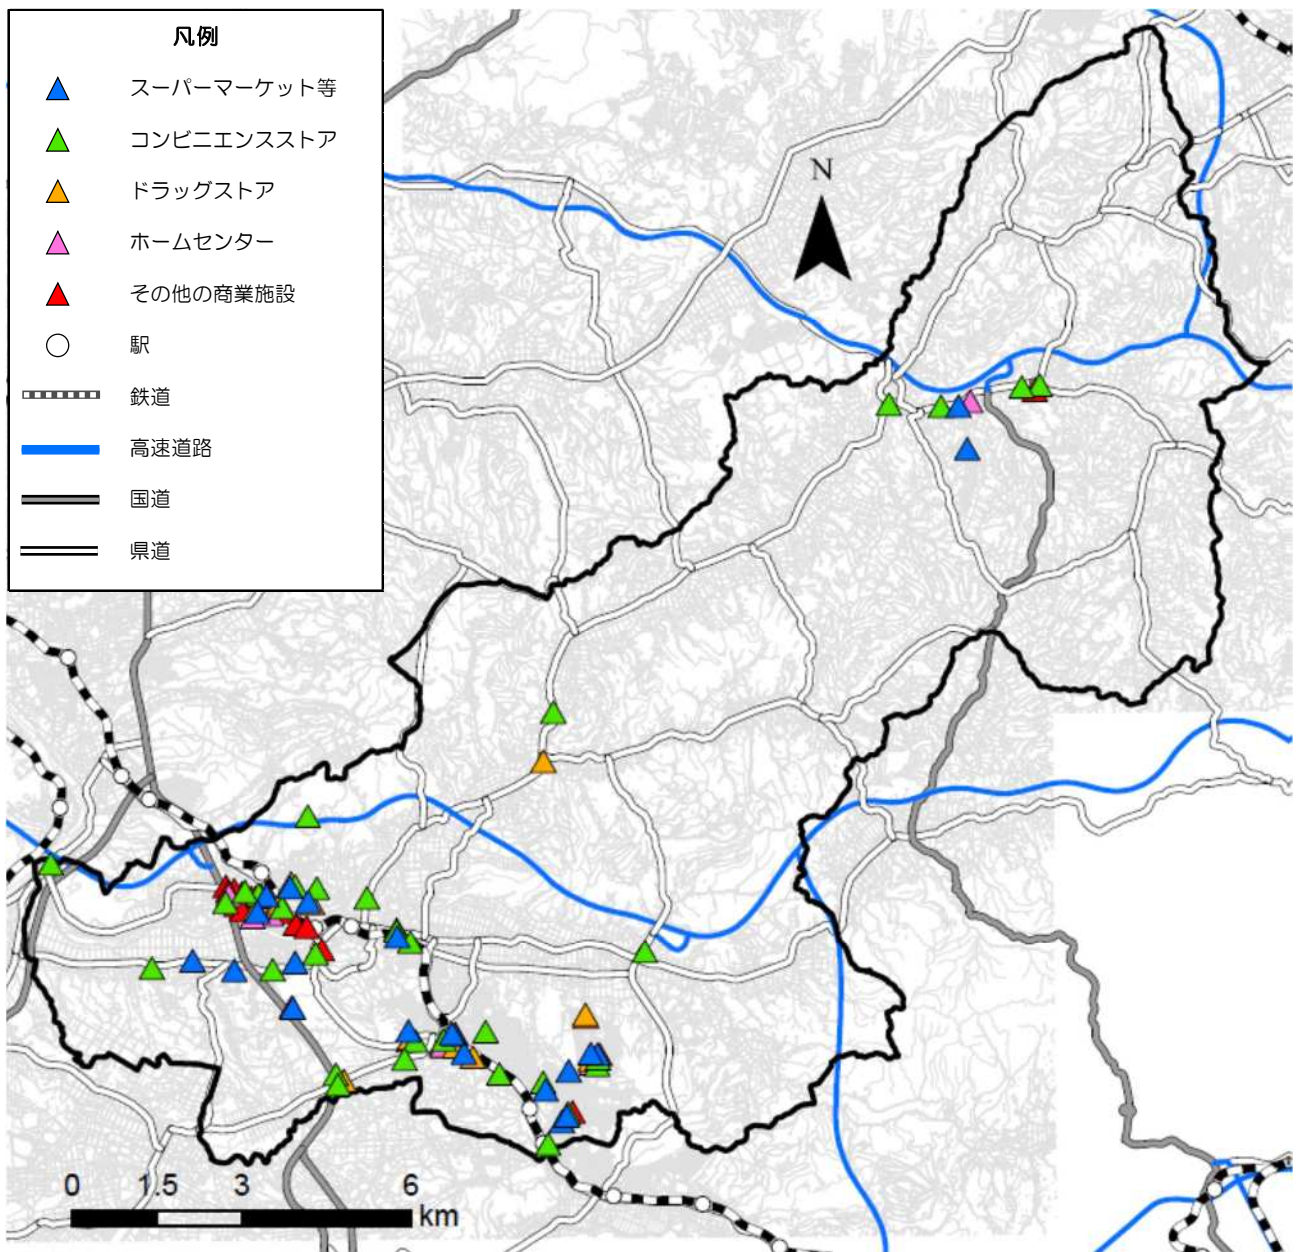 凡例
スーパーマーケット等
コンビニエンスストア
ドラッグストア
ホームセンター
その他の商業施設
駅
鉄道
高速道路
国道
県道
N
0 1.5 3 6
km